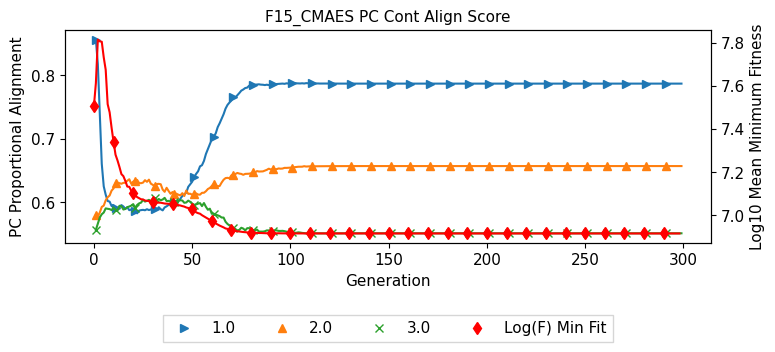 F15_CMAES PC Cont Align Score
PC Proportional Alignment
0.8
0.7
0.6
7.8
7.6
7.4
7.2
7.0
Log10 Mean Minimum Fitness
0 50 100 150 200 250 300
Generation
1.0 2.0 3.0 Log(F) Min Fit